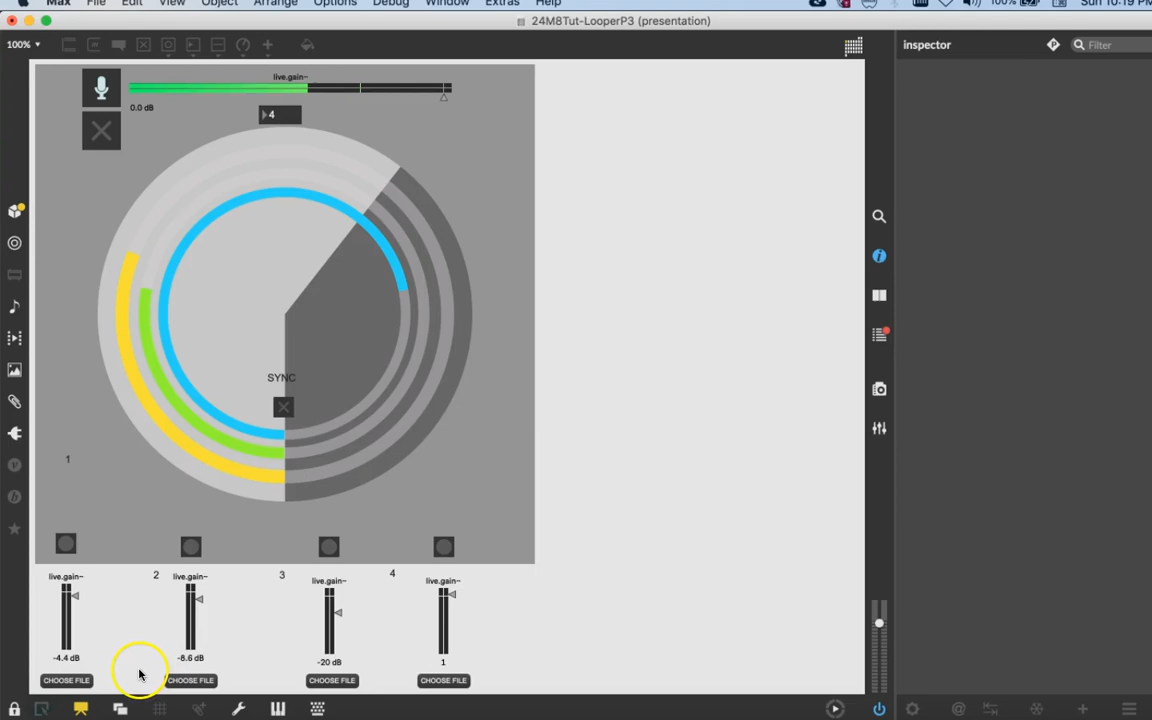 Max File Edit View Object Arrange Options Debug Window Extras Help 100% Sun 10:19 PM
24M8Tut-LooperP3 (presentation)
100%
inspector
Filter
live.gain~
0.0 dB
4
SYNC
1
live.gain~
2
live.gain~
3
live.gain~
4
live.gain~
-4.4 dB
-8.6 dB
-20 dB
1
CHOOSE FILE
CHOOSE FILE
CHOOSE FILE
CHOOSE FILE